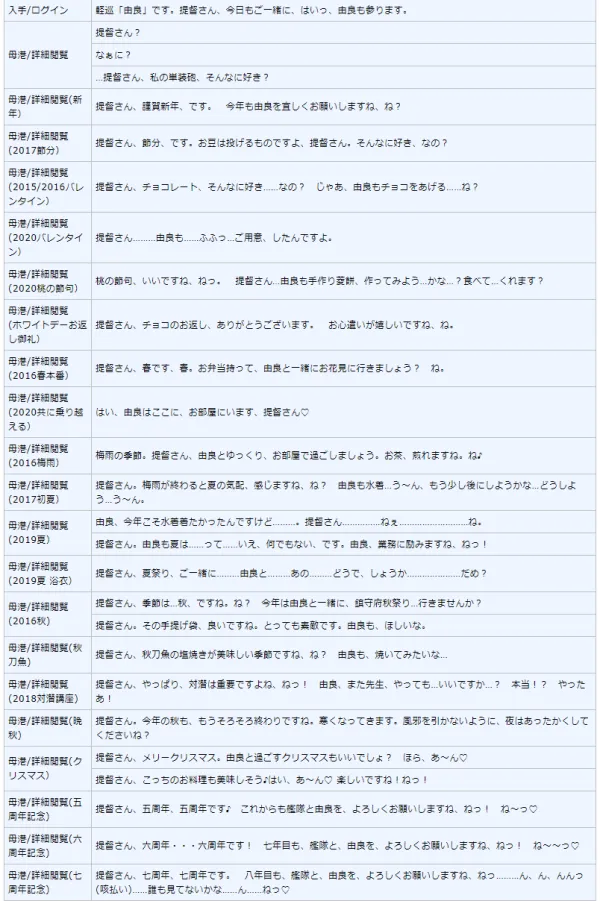 入手/ログイン
軽巡「由良」です。提督さん、今日もご一緒に、はいっ、由良も参ります。
母港/詳細閲覧
提督さん？
なぁに？
…提督さん、私の単装砲、そんなに好き？
母港/詳細閲覧(新
年)
提督さん、謹賀新年、です。　今年も由良を宜しくお願いしますね、ね？
母港/詳細閲覧
(2017節分)
提督さん、節分、です。お豆は投げるものですよ、提督さん。そんなに好き、なの？
母港/詳細閲覧
(2015/2016バレ
ンタイン)
提督さん、チョコレート、そんなに好き……なの？　じゃあ、由良もチョコをあげる……ね？
母港/詳細閲覧
(2020バレンタイ
ン)
提督さん………由良も……ふふっ…ご用意、したんですよ。
母港/詳細閲覧
(2020桃の節句)
桃の節句、いいですね、ねっ。　提督さん…由良も手作り菱餅、作ってみよう…かな…？食べて…くれます？
母港/詳細閲覧
(ホワイトデーお返
し御礼)
提督さん、チョコのお返し、ありがとうございます。　お心遣いが嬉しいですね、ね。
母港/詳細閲覧
(2016春本番)
提督さん、春です、春。お弁当持って、由良と一緒にお花見に行きましょう？　ね。
母港/詳細閲覧
(2020共に乗り越
える)
はい、由良はここに、お部屋にいます、提督さん♡
母港/詳細閲覧
(2016梅雨)
梅雨の季節。提督さん、由良とゆっくり、お部屋で過ごしましょう。お茶、煎れますね。ね♪
母港/詳細閲覧
(2017初夏)
提督さん。梅雨が終わると夏の気配、感じますね、ね？　由良も水着…う～ん、もう少し後にしようかな…どうしよ
う…う～ん。
母港/詳細閲覧
(2019夏)
由良、今年こそ水着着たかったんですけど………。提督さん……………ねぇ………………………ね。
提督さん。由良も夏は……って……いえ、何でもない、です。由良、業務に励みますね、ねっ！
母港/詳細閲覧
(2019夏 浴衣)
提督さん、夏祭り、ご一緒に………由良と………あの………どうで、しょうか…………………だめ？
母港/詳細閲覧
(2016秋)
提督さん、季節は…秋、ですね。ね？　今年は由良と一緒に、鎮守府秋祭り…行きませんか？
提督さん。その手提げ袋、良いですね。とっても素敵です。由良も、ほしいな。
母港/詳細閲覧(秋
刀魚)
提督さん、秋刀魚の塩焼きが美味しい季節ですね、ね？　由良も、焼いてみたいな…
母港/詳細閲覧
(2018対潜講座)
提督さん、やっぱり、対潜は重要ですよね、ねっ！　由良、また先生、やっても…いいですか…？　本当！？　やった
あ！
母港/詳細閲覧(晩
秋)
提督さん。今年の秋も、もうそろそろ終わりですね。寒くなってきます。風邪を引かないように、夜はあったかくして
くださいね？
母港/詳細閲覧(ク
リスマス)
提督さん、メリークリスマス。由良と過ごすクリスマスもいいでしょ？　ほら、あ～ん♡
提督さん、こっちのお料理も美味しそう♪はい、あ～ん♡ 楽しいですね！ねっ！
母港/詳細閲覧(五
周年記念)
提督さん、五周年、五周年です♪　これからも艦隊と由良を、よろしくお願いしますね、ねっ！　ね～っ♡
母港/詳細閲覧(六
周年記念)
提督さん、六周年・・・六周年です！　七年目も、艦隊と、由良を、よろしくお願いしますね、ねっ！　ね～～っ♡
母港/詳細閲覧(七
周年記念)
提督さん、七周年、七周年です。　八年目も、艦隊と、由良を、よろしくお願いしますね、ねっ………ん、ん、んんっ
(咳払い)……誰も見てないかな……ん……ねっ♡